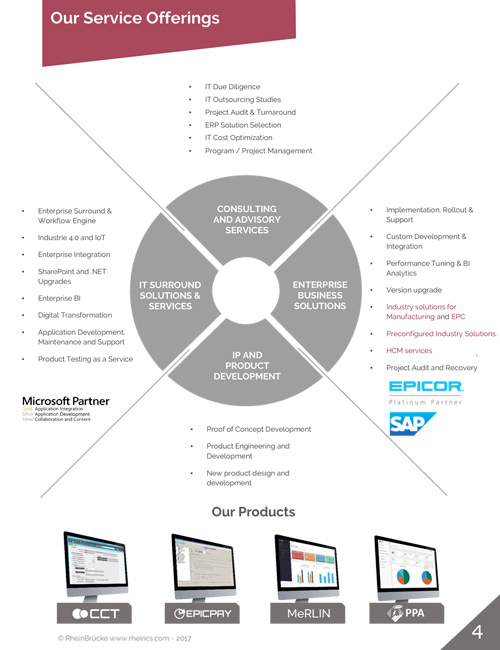 Our Service Offerings
• IT Due Diligence
• IT Outsourcing Studies
• Project Audit & Turnaround
• ERP Solution Selection
• IT Cost Optimization
• Program / Project Management
CONSULTING
AND ADVISORY
SERVICES
• Enterprise Surround &
Workflow Engine
• Industrie 4.0 and IoT
• Enterprise Integration
• SharePoint and .NET
Upgrades
• Enterprise BI
• Digital Transformation
• Application Development,
Maintenance and Support
• Product Testing as a Service
IT SURROUND
SOLUTIONS &
SERVICES
ENTERPRISE
BUSINESS
SOLUTIONS
• Implementation, Rollout &
Support
• Custom Development &
Integration
• Performance Tuning & BI
Analytics
• Version upgrade
• Industry solutions for
Manufacturing and EPC
• Preconfigured Industry Solutions
• HCM services
• Project Audit and Recovery
IP AND
PRODUCT
DEVELOPMENT
Microsoft Partner
Gold Application Integration
Silver Application Development
Silver Collaboration and Content
EPICOR
Platinum Partner
SAP
• Proof of Concept Development
• Product Engineering and
Development
• New product design and
development
Our Products
CCT
EPICPAY
MeRLIN
PPA
© RheinBrücke www.rheincs.com - 2017
4